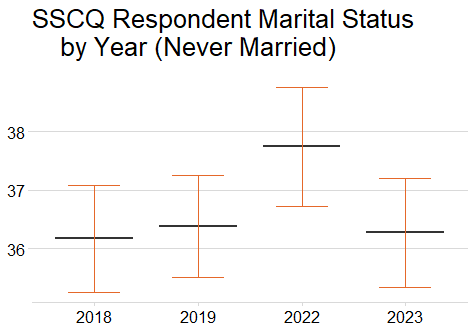 SSCQ Respondent Marital Status
by Year (Never Married)
38
37
36
2018 2019 2022 2023